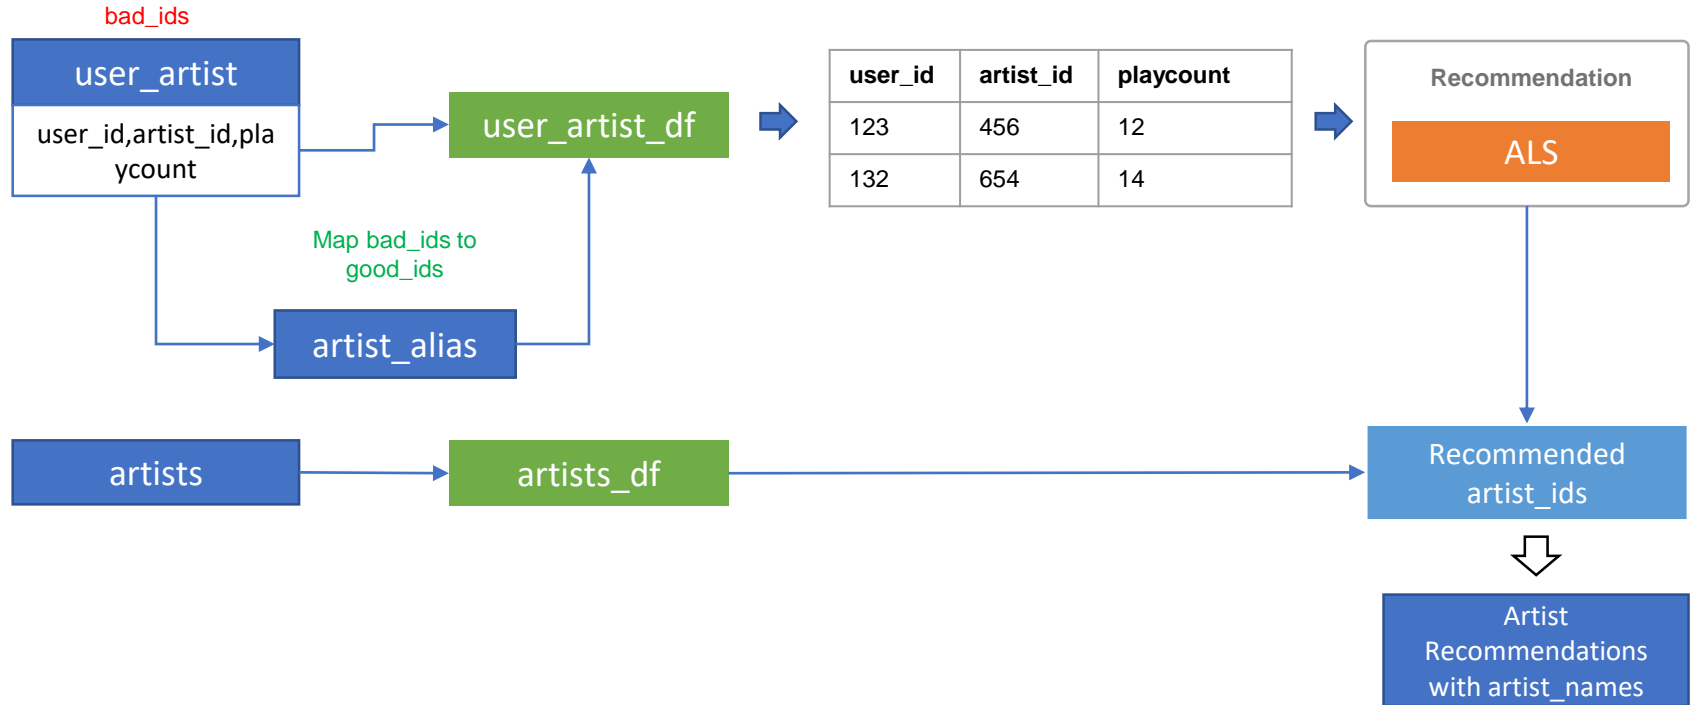 bad_ids
user_artist
user_id,artist_id,pla
ycount
user_artist_df
user_id artist_id playcount
123 456 12
132 654 14
Recommendation
ALS
Map bad_ids to
good_ids
artist_alias
artists
artists_df
Recommended
artist_ids
Artist
Recommendations
with artist_names